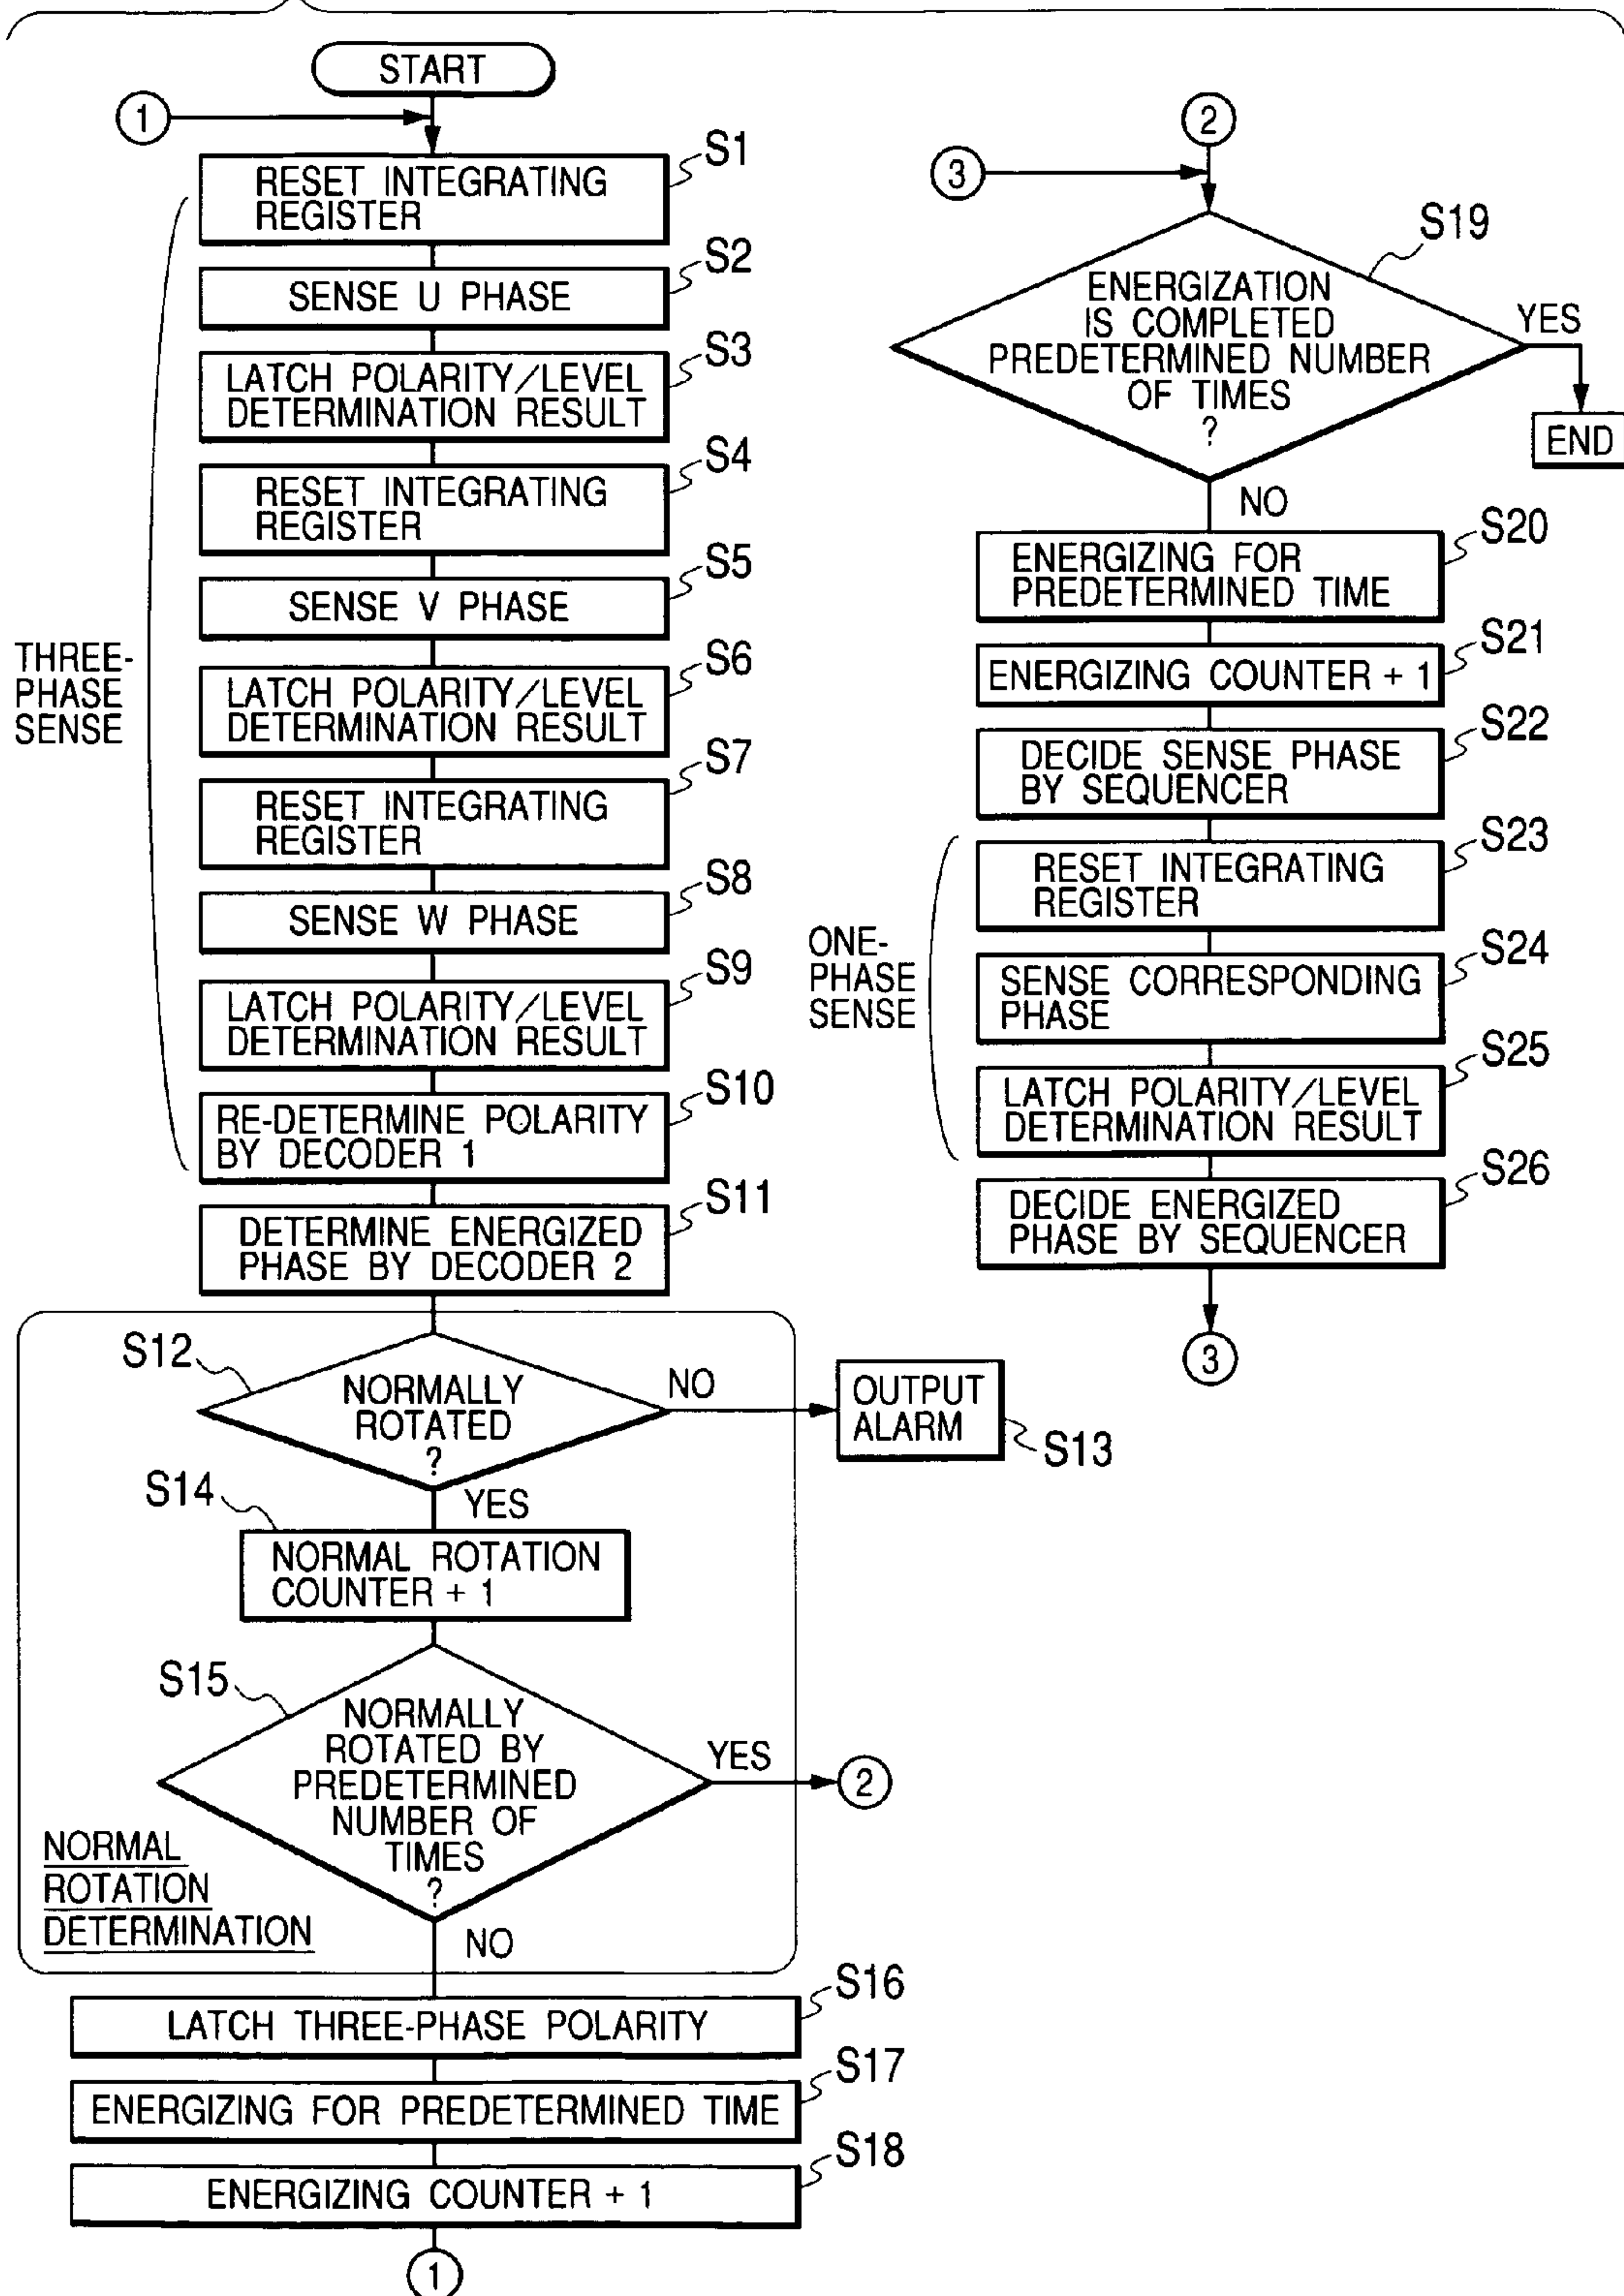 START
1
RESET INTEGRATING
REGISTER
S1
SENSE U PHASE
S2
LATCH POLARITY/LEVEL
DETERMINATION RESULT
S3
RESET INTEGRATING
REGISTER
S4
SENSE V PHASE
S5
LATCH POLARITY/LEVEL
DETERMINATION RESULT
S6
RESET INTEGRATING
REGISTER
S7
SENSE W PHASE
S8
LATCH POLARITY/LEVEL
DETERMINATION RESULT
S9
RE-DETERMINE POLARITY
BY DECODER 1
S10
THREE-
PHASE
SENSE
DETERMINE ENERGIZED
PHASE BY DECODER 2
S11
S12
NORMALLY
ROTATED
?
NO
OUTPUT
ALARM
S13
YES
S14
NORMAL ROTATION
COUNTER + 1
S15
NORMALLY
ROTATED BY
PREDETERMINED
NUMBER OF
TIMES
?
YES
2
NORMAL
ROTATION
DETERMINATION
NO
LATCH THREE-PHASE POLARITY
S16
ENERGIZING FOR PREDETERMINED TIME
S17
ENERGIZING COUNTER + 1
S18
1
2
3
S19
ENERGIZATION
IS COMPLETED
PREDETERMINED NUMBER
OF TIMES
?
YES
END
NO
ENERGIZING FOR
PREDETERMINED TIME
S20
ENERGIZING COUNTER + 1
S21
DECIDE SENSE PHASE
BY SEQUENCER
S22
RESET INTEGRATING
REGISTER
S23
ONE-
PHASE
SENSE
SENSE CORRESPONDING
PHASE
S24
LATCH POLARITY/LEVEL
DETERMINATION RESULT
S25
DECIDE ENERGIZED
PHASE BY SEQUENCER
S26
3